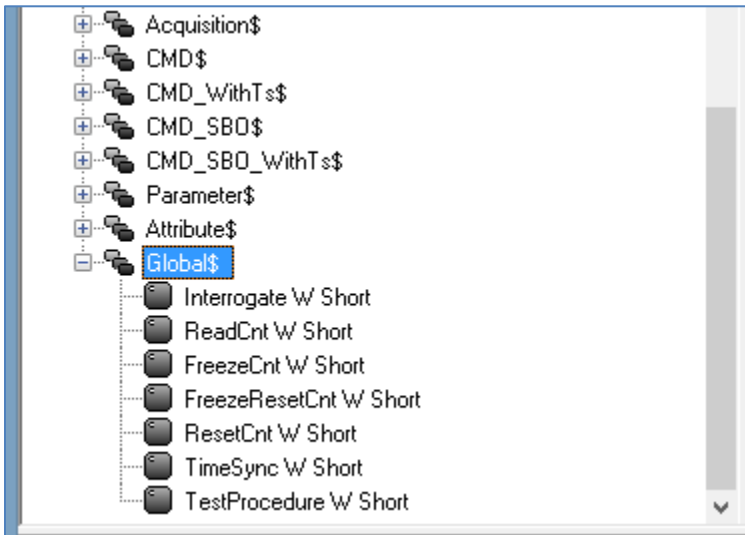 Acquisition$
CMD$
CMD_WithTs$
CMD_SBO$
CMD_SBO_WithTs$
Parameter$
Attribute$
Global$
Interrogate W Short
ReadCnt W Short
FreezeCnt W Short
FreezeResetCnt W Short
ResetCnt W Short
TimeSync W Short
TestProcedure W Short